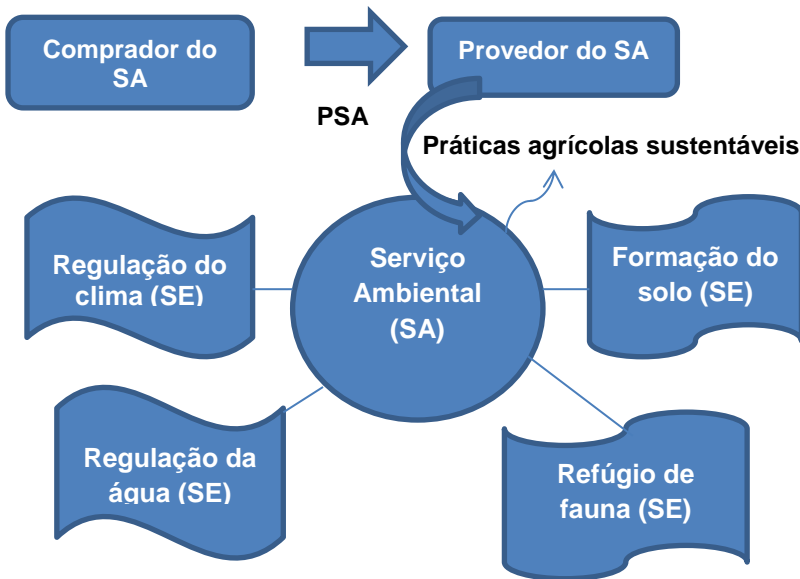 Comprador do
SA
Provedor do SA
PSA
Práticas agrícolas sustentáveis
Regulação do
clima (SE)
Serviço
Ambiental
(SA)
Formação do
solo (SE)
Regulação da
água (SE)
Refúgio de
fauna (SE)